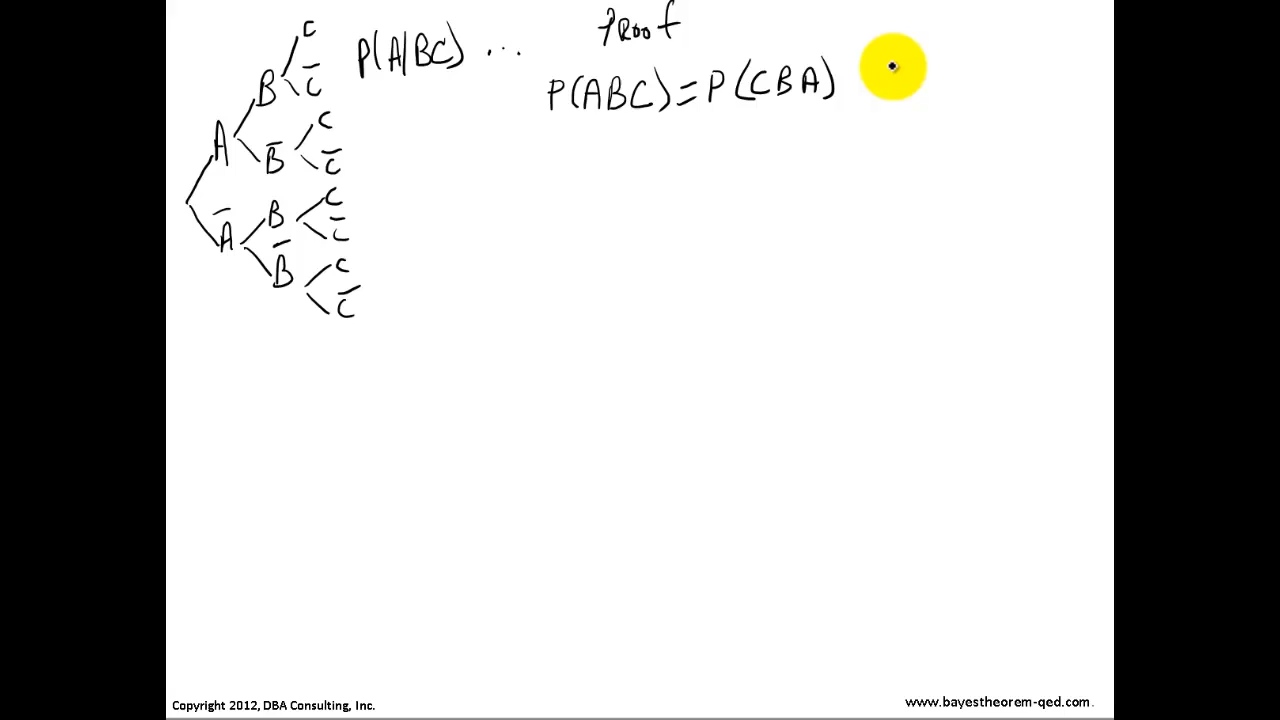 C
P(A|BC) ...
Proof
B
C̅
P(ABC) = P(CBA)
C
A
B̅
C̅
C
B
A̅
C̅
C
B̅
C̅
Copyright 2012, DBA Consulting, Inc.
www.bayestheorem-qed.com.